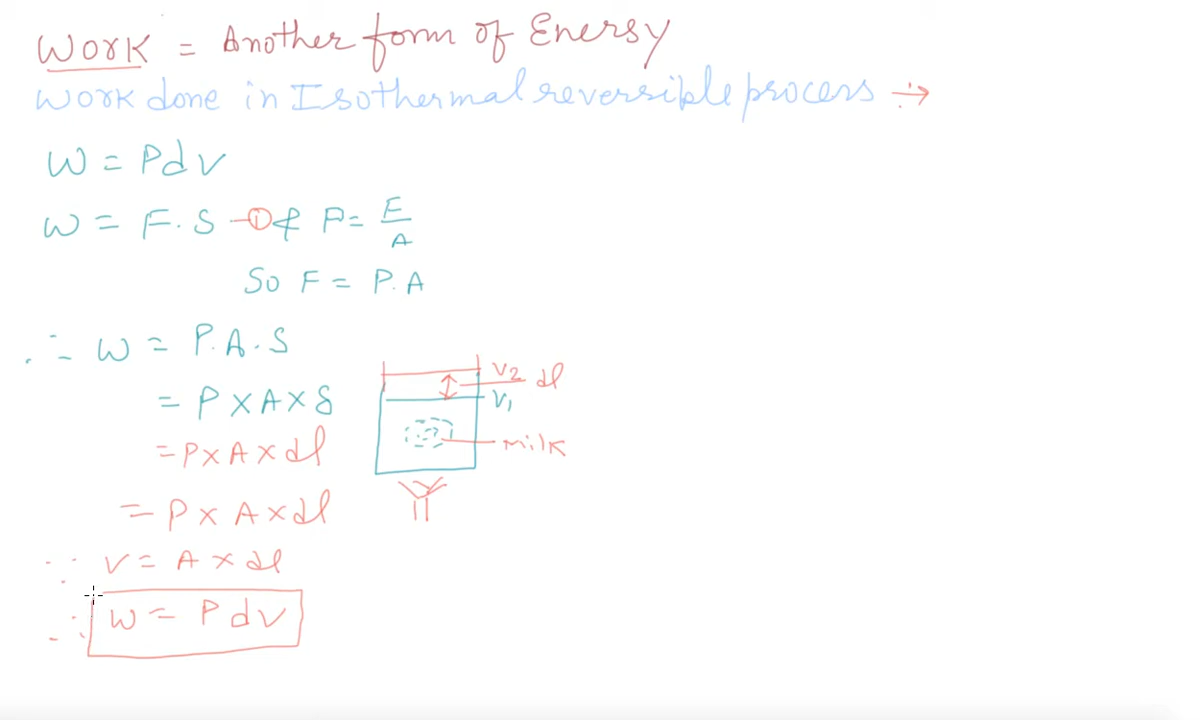 Work = Another form of Energy
Work done in Isothermal reversible process →
W = PdV
W = F.S —① & P = F/A
So F = P.A
∴ W = P.A.S
= P × A × S
= P × A × dl
= P × A × dl
∵ V = A × dl
∴ W = P dV
V2
dl
V1
Milk